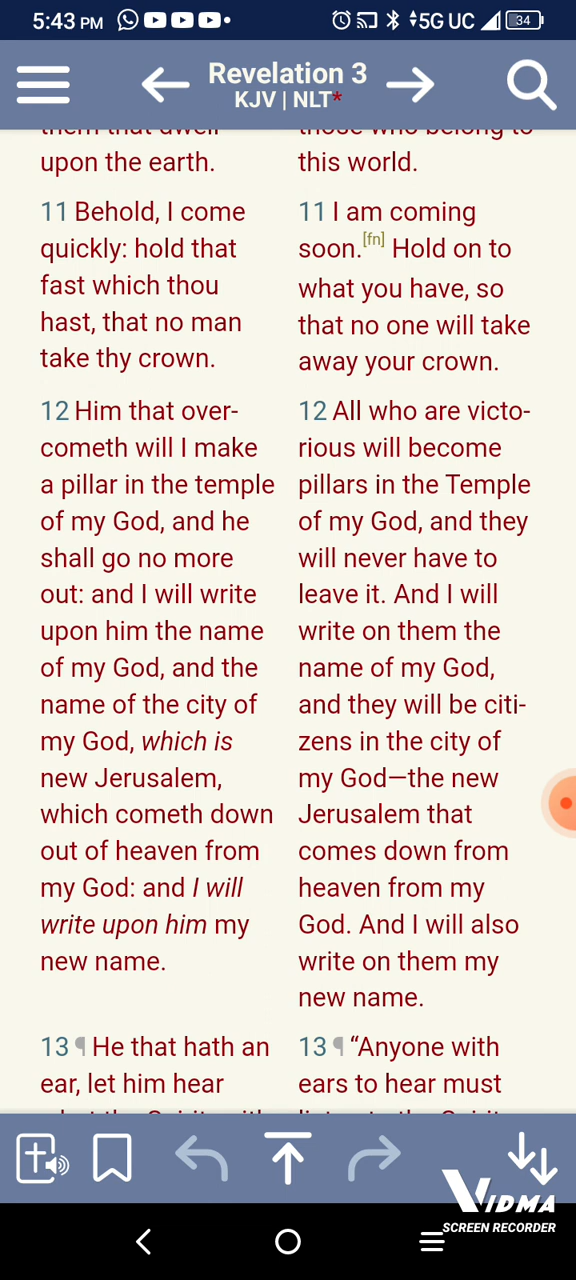 5:43 PM
5G UC
34
Revelation 3
KJV | NLT*
them that dwell
upon the earth.
11 Behold, I come
quickly: hold that
fast which thou
hast, that no man
take thy crown.
12 Him that over-
cometh will I make
a pillar in the temple
of my God, and he
shall go no more
out: and I will write
upon him the name
of my God, and the
name of the city of
my God, which is
new Jerusalem,
which cometh down
out of heaven from
my God: and I will
write upon him my
new name.
13 ¶ He that hath an
ear, let him hear
those who belong to
this world.
11 I am coming
soon.[fn] Hold on to
what you have, so
that no one will take
away your crown.
12 All who are victo-
rious will become
pillars in the Temple
of my God, and they
will never have to
leave it. And I will
write on them the
name of my God,
and they will be citi-
zens in the city of
my God—the new
Jerusalem that
comes down from
heaven from my
God. And I will also
write on them my
new name.
13 ¶ “Anyone with
ears to hear must
VIDMA
SCREEN RECORDER